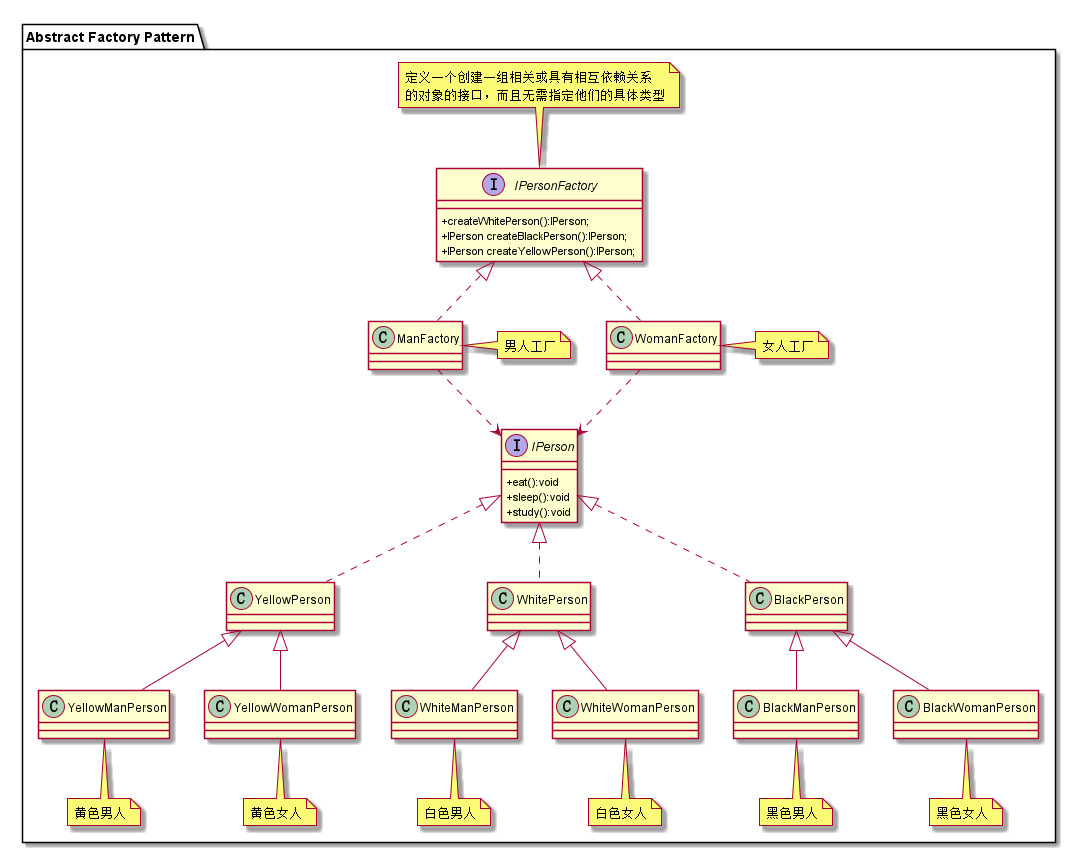 Abstract Factory Pattern
定义一个创建一组相关或具有相互依赖关系
的对象的接口，而且无需指定他们的具体类型
I IPersonFactory
+createWhitePerson():IPerson;
+IPerson createBlackPerson():IPerson;
+IPerson createYellowPerson():IPerson;
C ManFactory
男人工厂
C WomanFactory
女人工厂
I IPerson
+eat():void
+sleep():void
+study():void
C YellowPerson
C WhitePerson
C BlackPerson
C YellowManPerson
C YellowWomanPerson
C WhiteManPerson
C WhiteWomanPerson
C BlackManPerson
C BlackWomanPerson
黄色男人
黄色女人
白色男人
白色女人
黑色男人
黑色女人